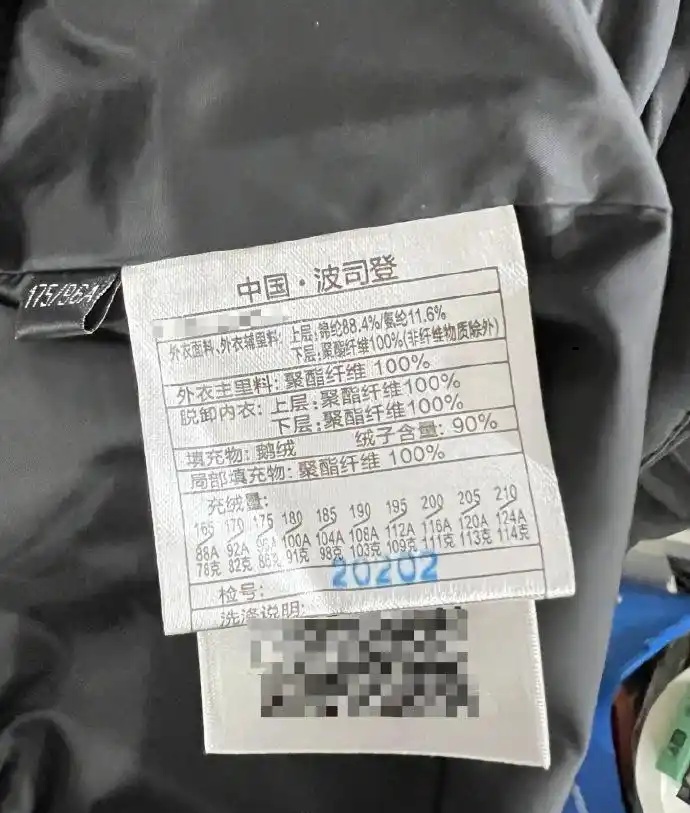 175/96A
中国·波司登
外衣面料、外衣辅里料: 上层:锦纶88.4%/氨纶11.6%
下层:聚酯纤维100%(非纤维物质除外)
外衣主里料: 聚酯纤维 100%
脱卸内衣: 上层:聚酯纤维100%
下层:聚酯纤维100%
填充物: 鹅绒 绒子含量: 90%
局部填充物: 聚酯纤维 100%
充绒量:
165 170 175 180 185 190 195 200 205 210
88A 92A 96A 100A 104A 108A 112A 116A 120A 124A
78克 82克 86克 91克 98克 103克 109克 111克 113克 114克
检号: 20202
洗涤说明: